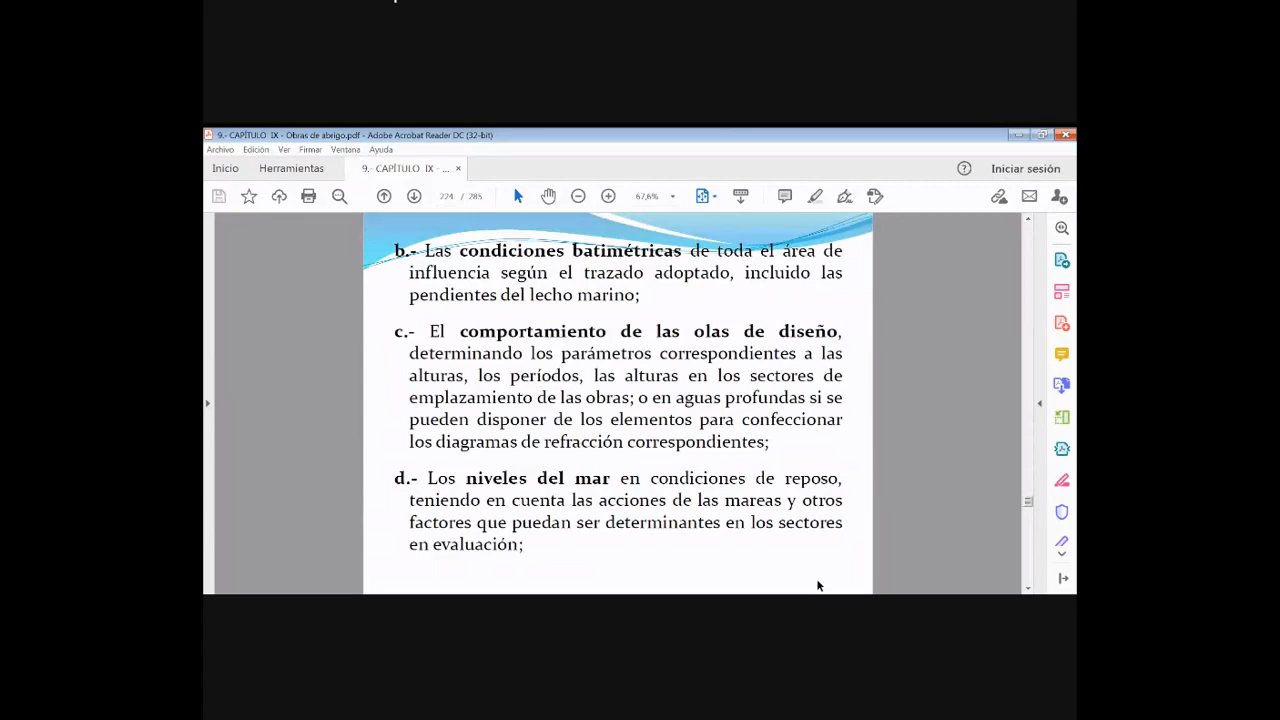 9.- CAPÍTULO IX - Obras de abrigo.pdf - Adobe Acrobat Reader DC (32-bit)
Archivo Edición Ver Firmar Ventana Ayuda
Inicio Herramientas 9.- CAPÍTULO IX - ... × Iniciar sesión
224 / 285 67,6%
b.- Las condiciones batimétricas de toda el área de
influencia según el trazado adoptado, incluido las
pendientes del lecho marino;
c.- El comportamiento de las olas de diseño,
determinando los parámetros correspondientes a las
alturas, los períodos, las alturas en los sectores de
emplazamiento de las obras; o en aguas profundas si se
pueden disponer de los elementos para confeccionar
los diagramas de refracción correspondientes;
d.- Los niveles del mar en condiciones de reposo,
teniendo en cuenta las acciones de las mareas y otros
factores que puedan ser determinantes en los sectores
en evaluación;